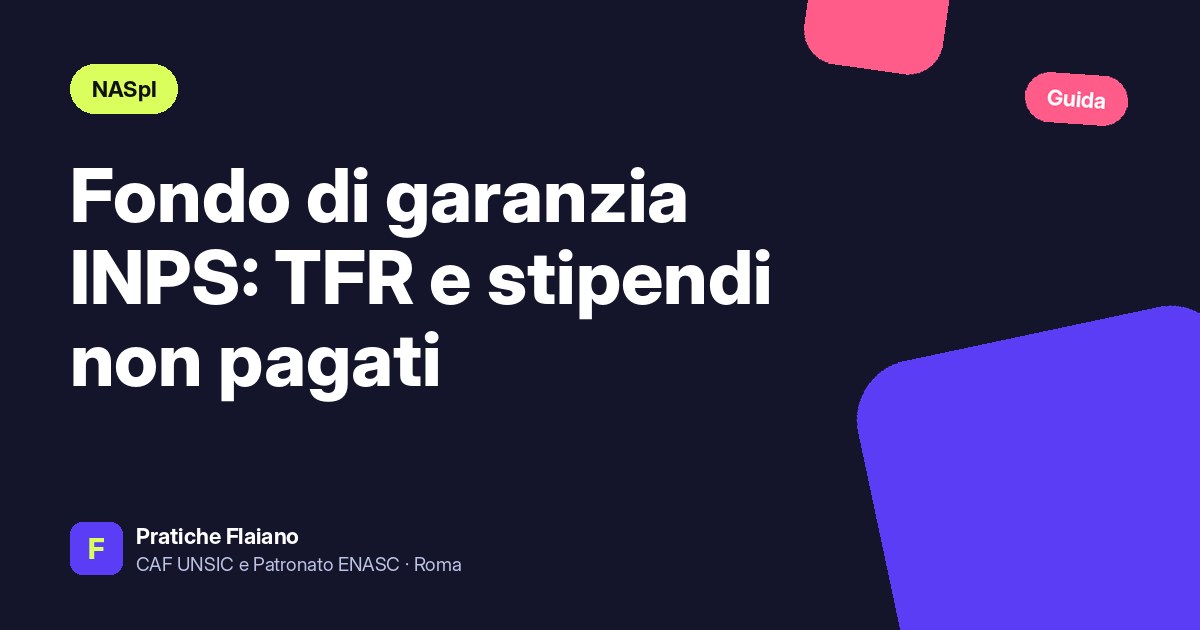 NASpI
Guida
Fondo di garanzia
INPS: TFR e stipendi
non pagati
F
Pratiche Flaiano
CAF UNSIC e Patronato ENASC · Roma